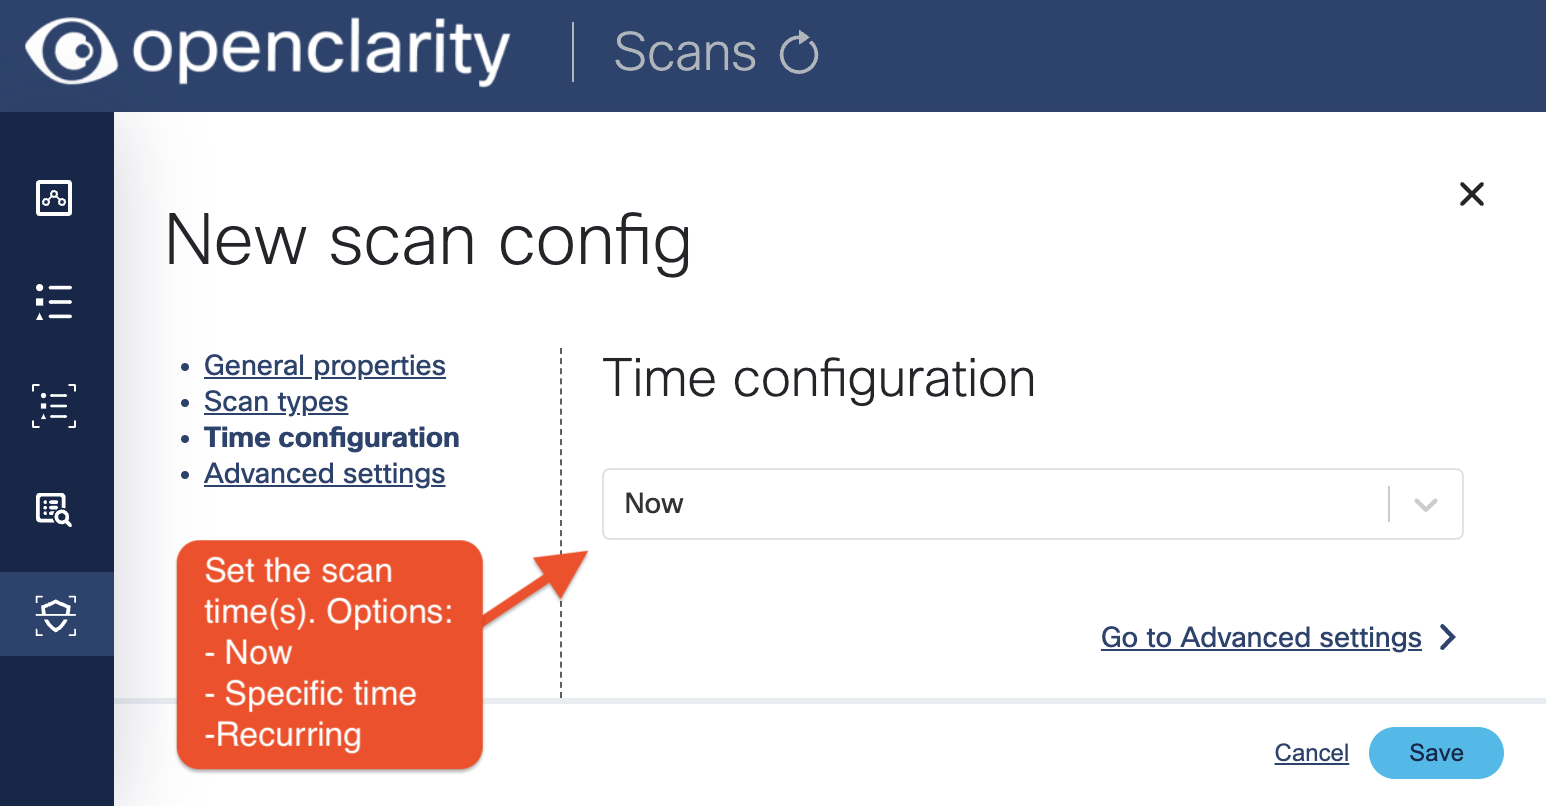 openclarity
Scans
New scan config
General properties
Scan types
Time configuration
Advanced settings
Time configuration
Now
Set the scan
time(s). Options:
- Now
- Specific time
-Recurring
Go to Advanced settings
Cancel
Save